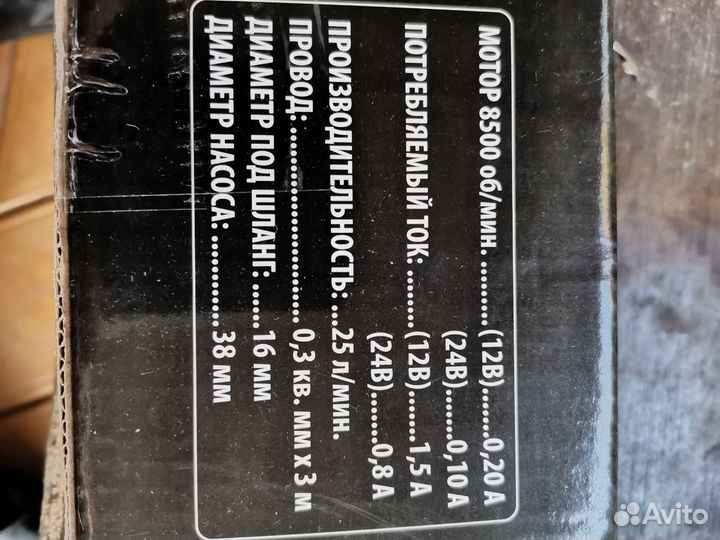 МОТОР 8500 об/мин. ......... (12В).......0,20 А
(24В).......0,10 А
ПОТРЕБЛЯЕМЫЙ ТОК: ......... (12В).......1,5 А
(24В).......0,8 А
ПРОИЗВОДИТЕЛЬНОСТЬ: ...25 л/мин.
ПРОВОД: ........................ 0,3 кв. мм X 3 м
ДИАМЕТР ПОД ШЛАНГ: ......16 мм
ДИАМЕТР НАСОСА: ............38 мм
Avito